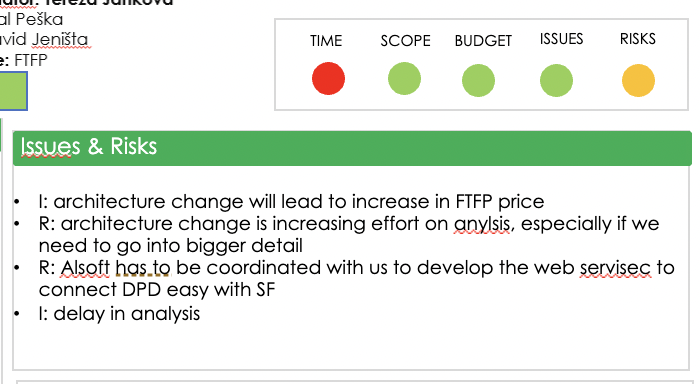 Tereza Janková
al Peška
vid Jeništa
e: FTFP
TIME SCOPE BUDGET ISSUES RISKS
Issues & Risks
• I: architecture change will lead to increase in FTFP price
• R: architecture change is increasing effort on anylsis, especially if we
need to go into bigger detail
• R: Alsoft has to be coordinated with us to develop the web servisec to
connect DPD easy with SF
• I: delay in analysis